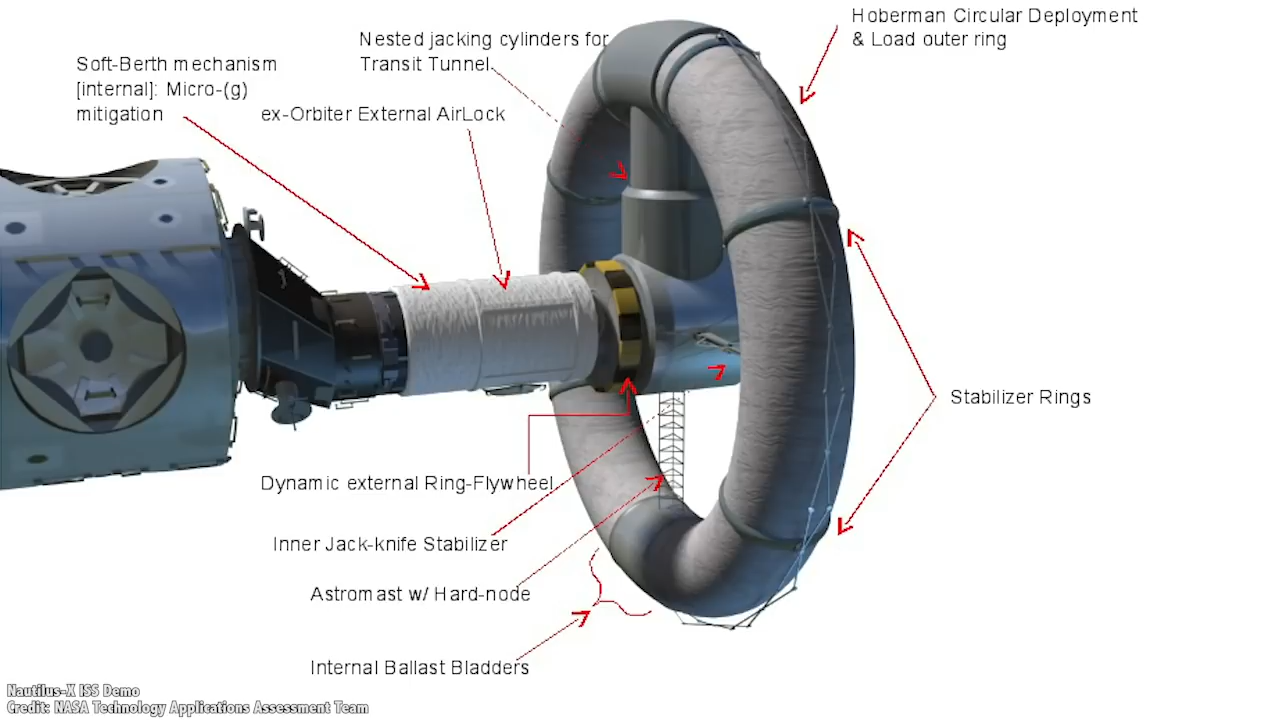 Hoberman Circular Deployment
& Load outer ring
Nested jacking cylinders for
Transit Tunnel
Soft-Berth mechanism
[internal]: Micro-(g)
mitigation
ex-Orbiter External AirLock
Stabilizer Rings
Dynamic external Ring-Flywheel
Inner Jack-knife Stabilizer
Astromast w/ Hard-node
Internal Ballast Bladders
Nautilus-X ISS Demo
Credit: NASA Technology Applications Assessment Team